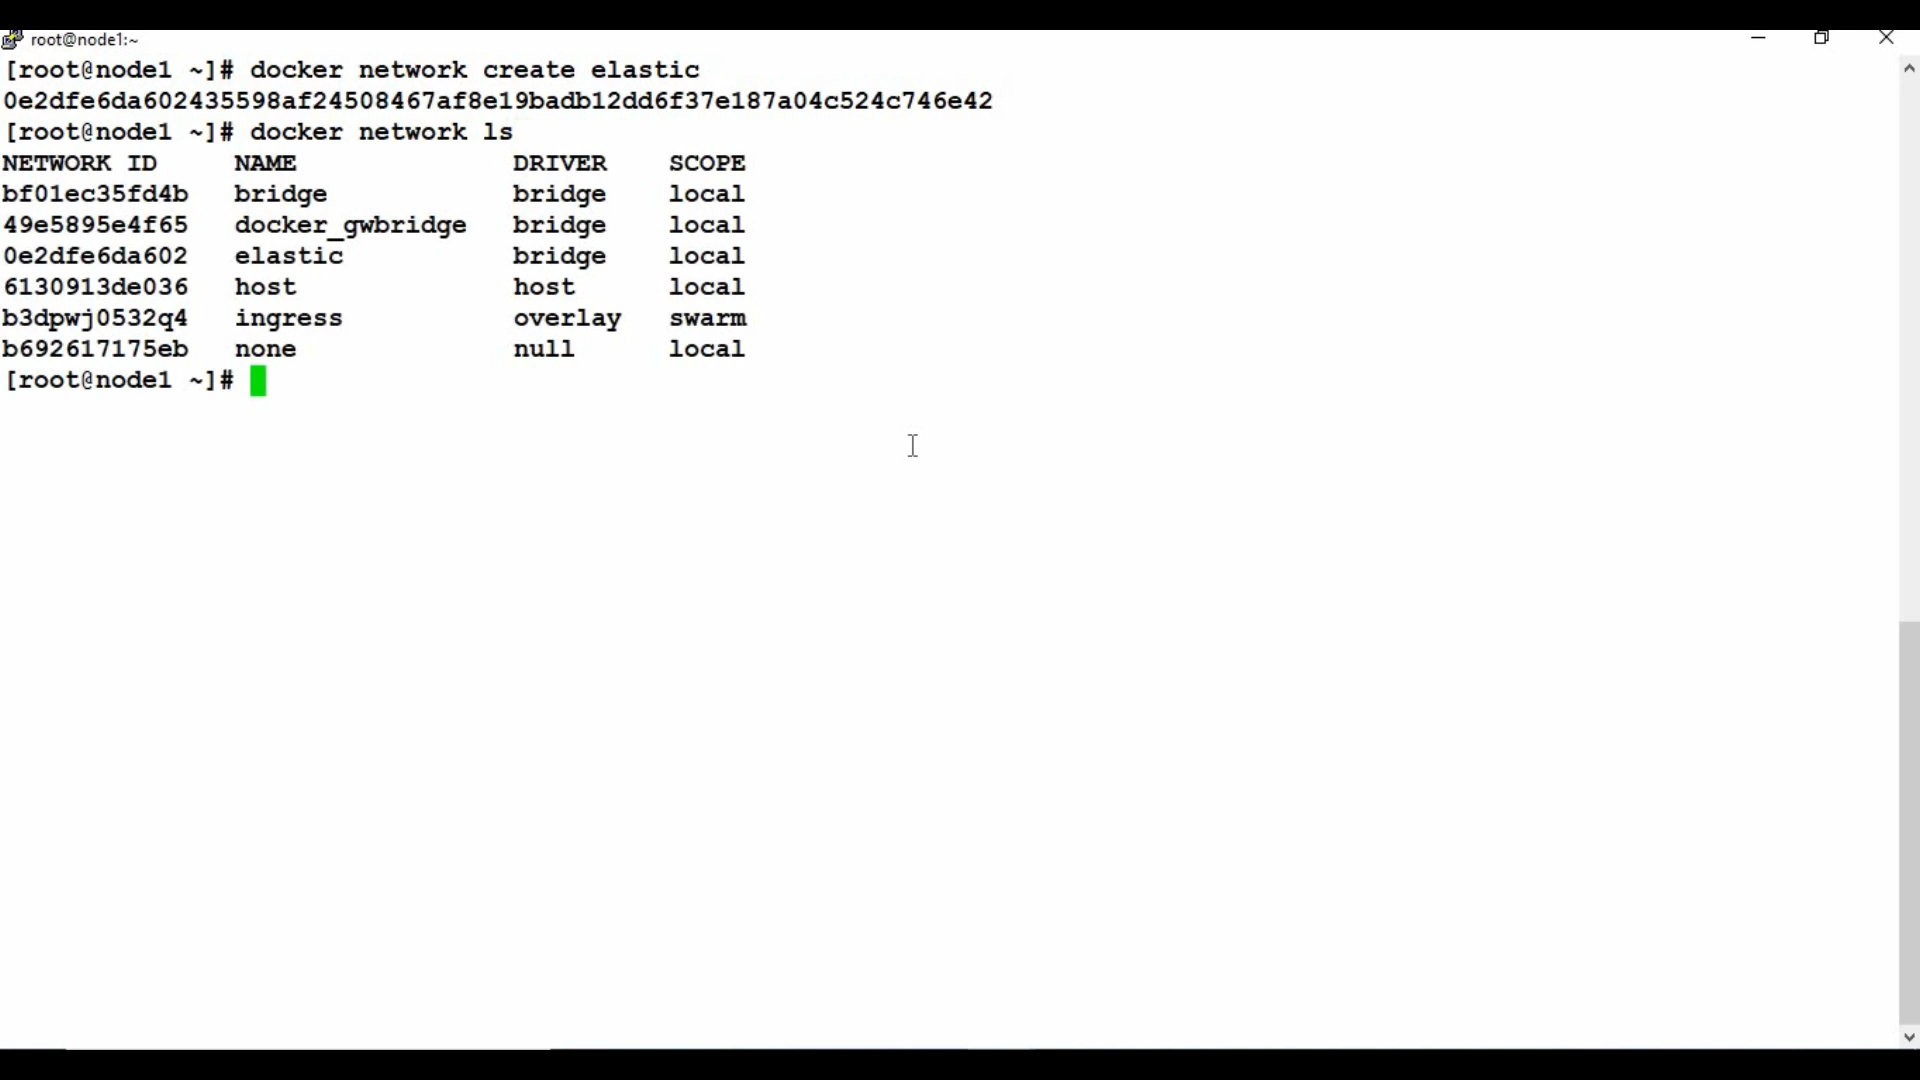 root@node1:~
[root@node1 ~]# docker network create elastic
0e2dfe6da602435598af24508467af8e19badb12dd6f37e187a04c524c746e42
[root@node1 ~]# docker network ls
NETWORK ID     NAME              DRIVER    SCOPE
bf01ec35fd4b   bridge            bridge    local
49e5895e4f65   docker_gwbridge   bridge    local
0e2dfe6da602   elastic           bridge    local
6130913de036   host              host      local
b3dpwj0532q4   ingress           overlay   swarm
b692617175eb   none              null      local
[root@node1 ~]#